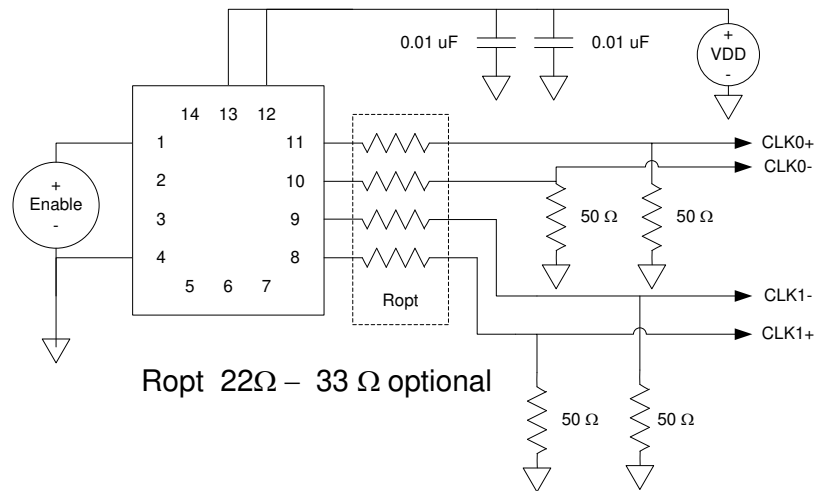 0.01 uF
0.01 uF
+
VDD
-
14 13 12
1
11
CLK0+
CLK0-
+
Enable
-
2
10
3
9
50 Ω
50 Ω
4
8
5 6 7
Ropt
CLK1-
CLK1+
Ropt 22Ω – 33 Ω optional
50 Ω
50 Ω